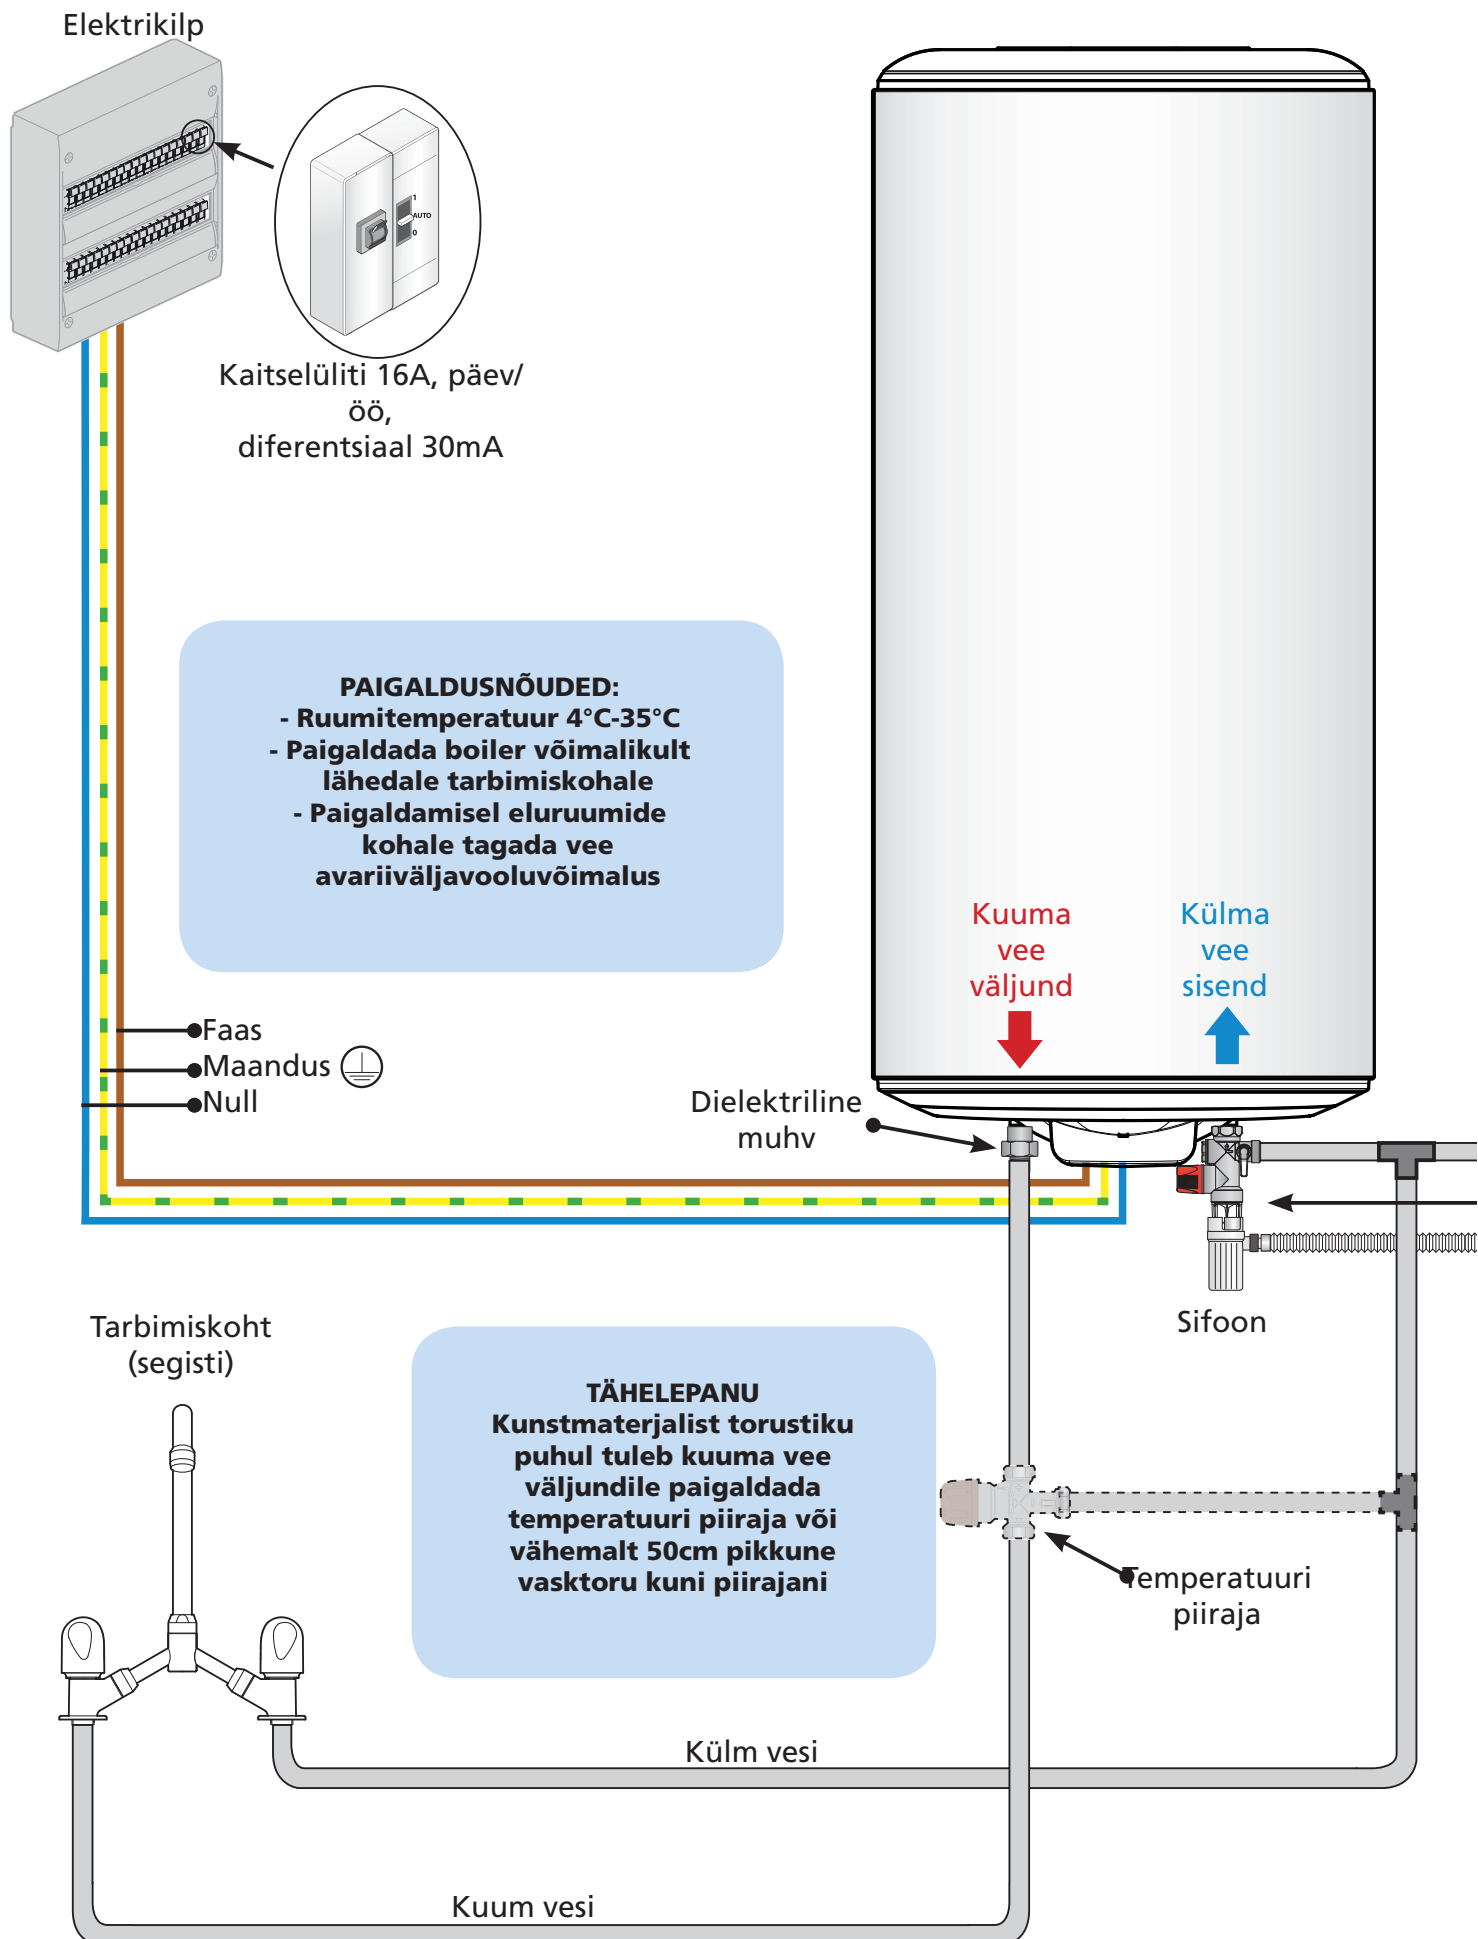 Elektrikilp
1
AUTO
0
Kaitselüliti 16A, päev/
öö,
diferentsiaal 30mA
PAIGALDUSNÕUDED:
- Ruumitemperatuur 4°C-35°C
- Paigaldada boiler võimalikult
lähedale tarbimiskohale
- Paigaldamisel eluruumide
kohale tagada vee
avariiväljavooluvõimalus
Kuuma
vee
väljund
Külma
vee
sisend
Faas
Maandus
Null
Dielektriline
muhv
Sifoon
Tarbimiskoht
(segisti)
TÄHELEPANU
Kunstmaterjalist torustiku
puhul tuleb kuuma vee
väljundile paigaldada
temperatuuri piiraja või
vähemalt 50cm pikkune
vasktoru kuni piirajani
Temperatuuri
piiraja
Külm vesi
Kuum vesi